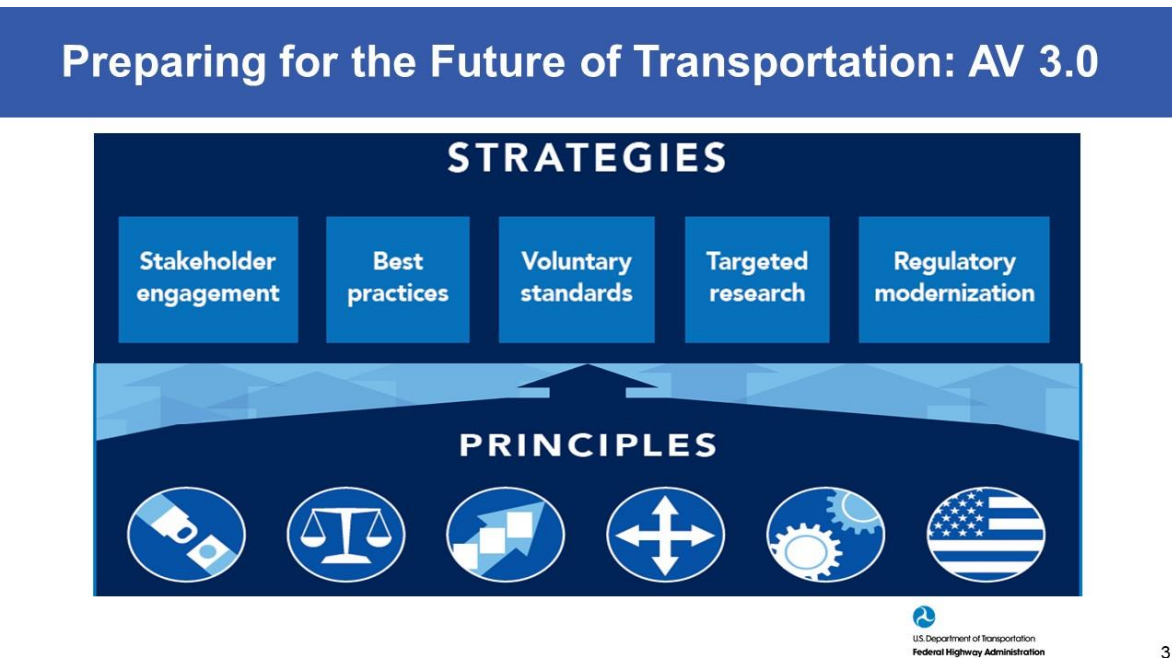 Preparing for the Future of Transportation: AV 3.0
STRATEGIES
Stakeholder
engagement
Best
practices
Voluntary
standards
Targeted
research
Regulatory
modernization
PRINCIPLES
U.S. Department of Transportation
Federal Highway Administration
3